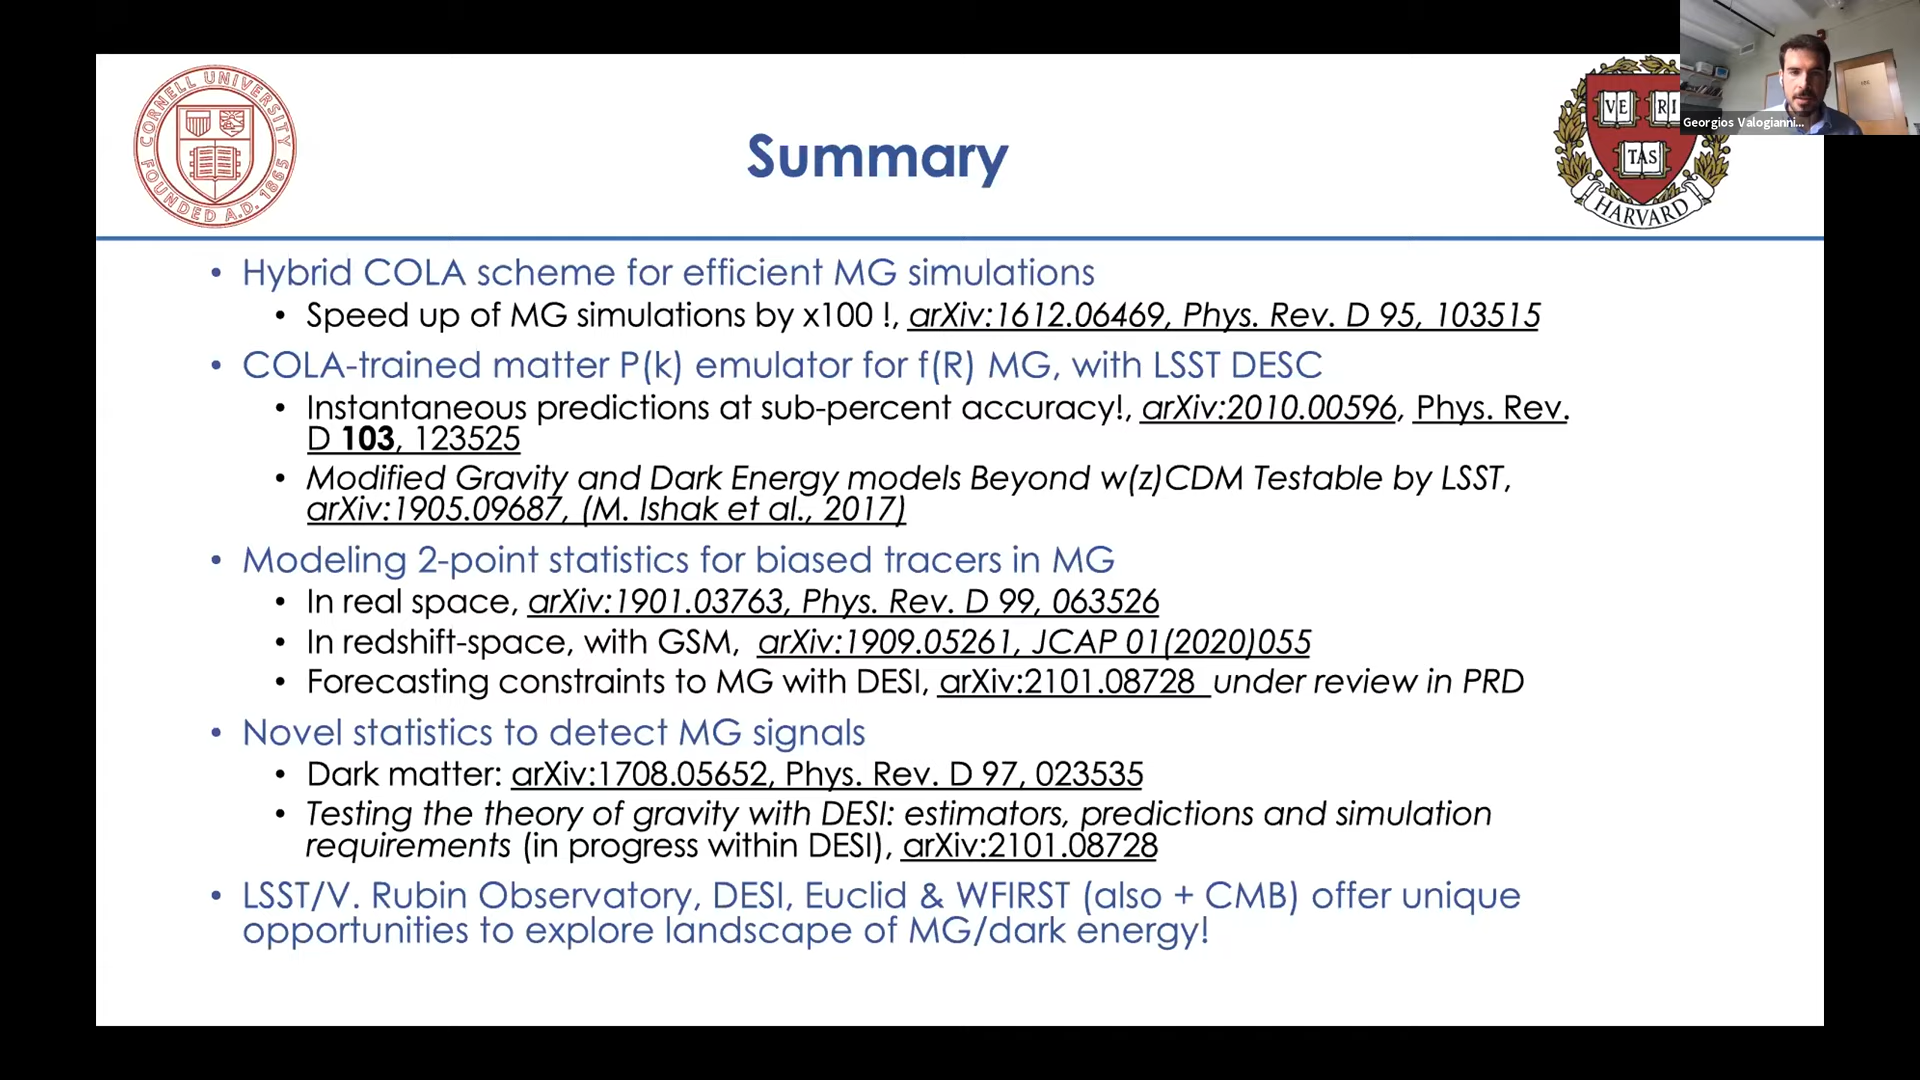 CORNELL UNIVERSITY
FOUNDED A.D. 1865
Summary
VE RI
TAS
HARVARD
Georgios Valogianni...
• Hybrid COLA scheme for efficient MG simulations
• Speed up of MG simulations by x100 !, arXiv:1612.06469, Phys. Rev. D 95, 103515
• COLA-trained matter P(k) emulator for f(R) MG, with LSST DESC
• Instantaneous predictions at sub-percent accuracy!, arXiv:2010.00596, Phys. Rev.
D 103, 123525
• Modified Gravity and Dark Energy models Beyond w(z)CDM Testable by LSST,
arXiv:1905.09687, (M. Ishak et al., 2017)
• Modeling 2-point statistics for biased tracers in MG
• In real space, arXiv:1901.03763, Phys. Rev. D 99, 063526
• In redshift-space, with GSM, arXiv:1909.05261, JCAP 01(2020)055
• Forecasting constraints to MG with DESI, arXiv:2101.08728 under review in PRD
• Novel statistics to detect MG signals
• Dark matter: arXiv:1708.05652, Phys. Rev. D 97, 023535
• Testing the theory of gravity with DESI: estimators, predictions and simulation
requirements (in progress within DESI), arXiv:2101.08728
• LSST/V. Rubin Observatory, DESI, Euclid & WFIRST (also + CMB) offer unique
opportunities to explore landscape of MG/dark energy!